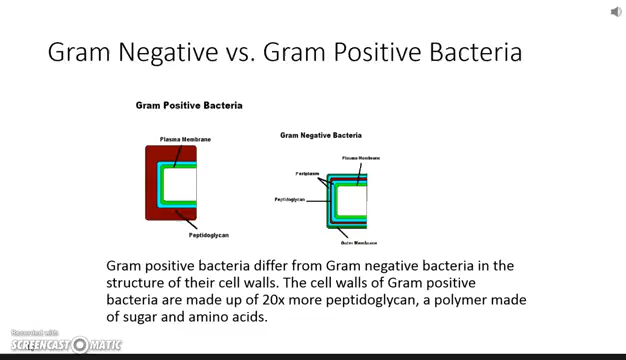 Gram Negative vs. Gram Positive Bacteria
Gram Positive Bacteria
Plasma Membrane
Peptidoglycan
Gram Negative Bacteria
Plasma Membrane
Periplasm
Peptidoglycan
Outer Membrane
Gram positive bacteria differ from Gram negative bacteria in the
structure of their cell walls. The cell walls of Gram positive
bacteria are made up of 20x more peptidoglycan, a polymer made
of sugar and amino acids.
Recorded with
SCREENCAST-O-MATIC